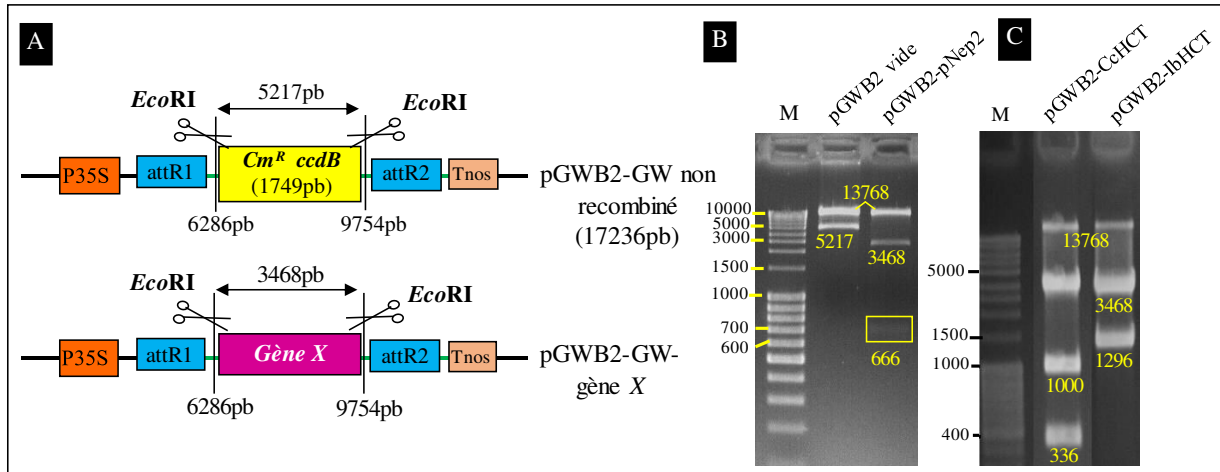 A
EcoRI
5217pb
EcoRI
P35S
attR1
Cmᴿ ccdB
(1749pb)
attR2
Tnos
pGWB2-GW non
recombiné
(17236pb)
6286pb
9754pb
EcoRI
3468pb
EcoRI
P35S
attR1
Gène X
attR2
Tnos
pGWB2-GW-
gène X
6286pb
9754pb
B
M
pGWB2 vide
pGWB2-pNep2
10000
5000
3000
1500
1000
700
600
13768
5217
3468
666
C
M
pGWB2-CcHCT
pGWB2-IbHCT
5000
1500
1000
400
13768
3468
1296
1000
336